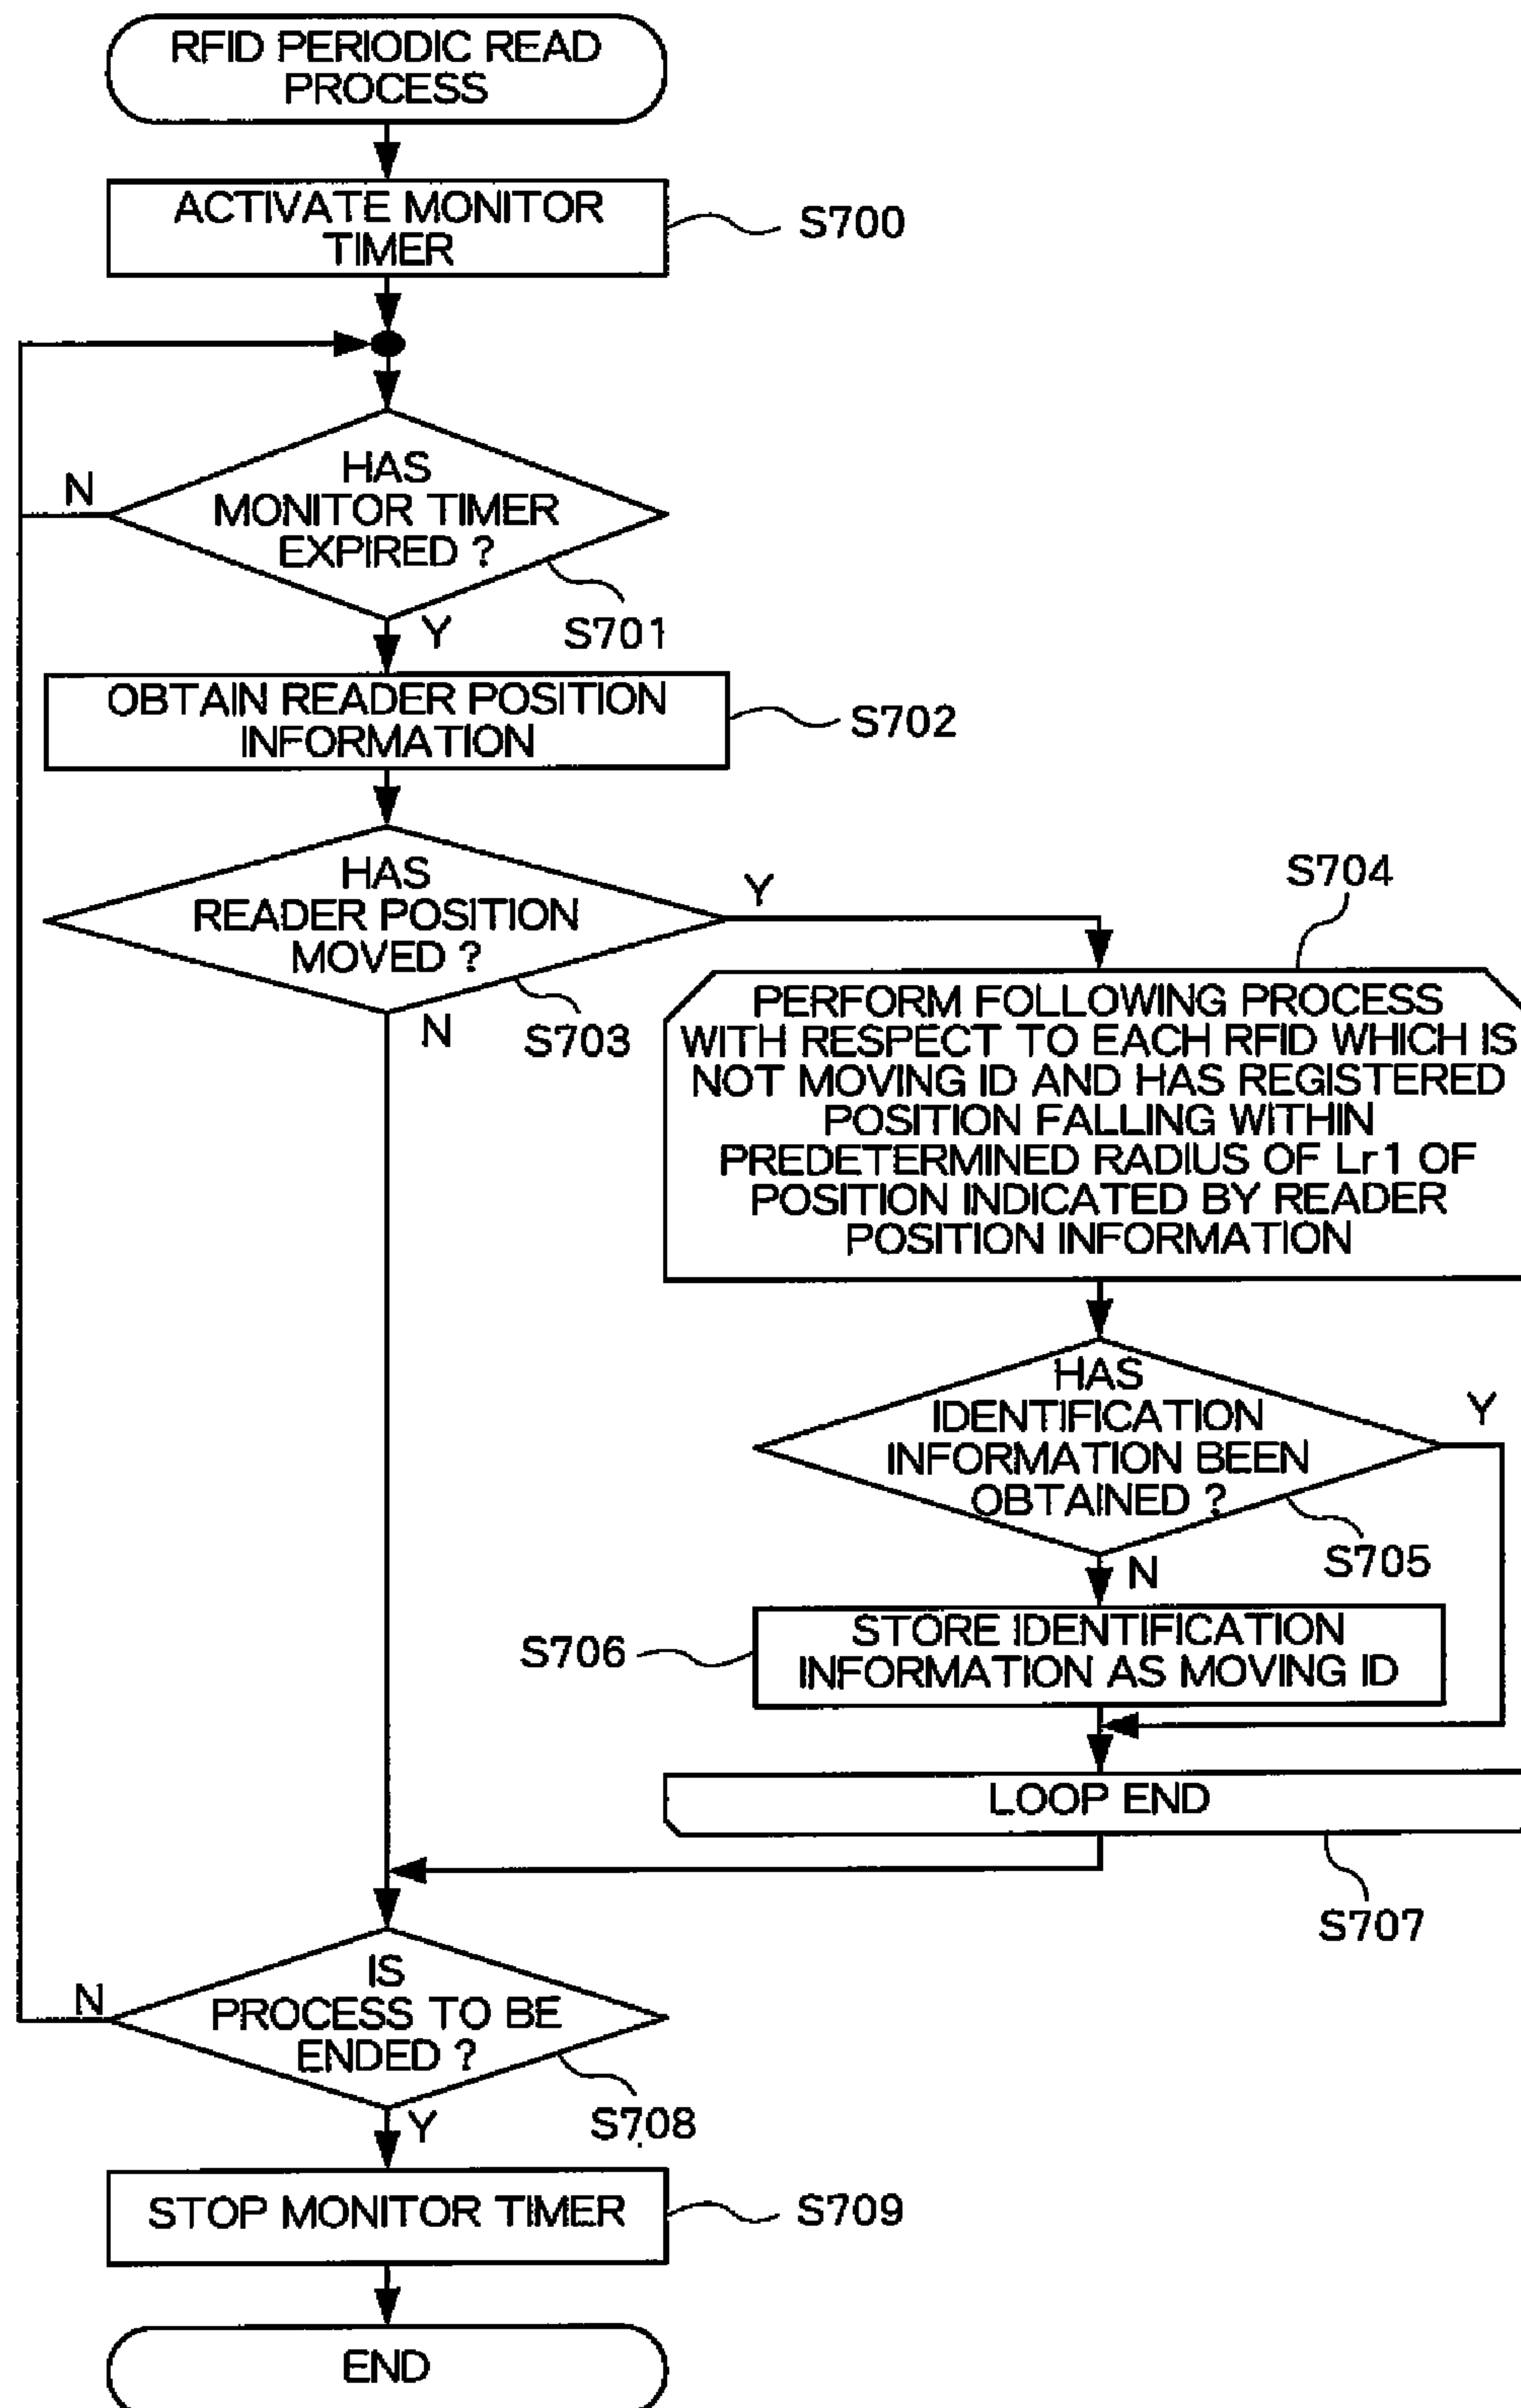 RFID PERIODIC READ
PROCESS
ACTIVATE MONITOR
TIMER
S700
HAS
MONITOR TIMER
EXPIRED ?
N
Y
S701
OBTAIN READER POSITION
INFORMATION
S702
HAS
READER POSITION
MOVED ?
Y
N
S703
S704
PERFORM FOLLOWING PROCESS
WITH RESPECT TO EACH RFID WHICH IS
NOT MOVING ID AND HAS REGISTERED
POSITION FALLING WITHIN
PREDETERMINED RADIUS OF Lr1 OF
POSITION INDICATED BY READER
POSITION INFORMATION
HAS
IDENTIFICATION
INFORMATION BEEN
OBTAINED ?
Y
N
S705
STORE IDENTIFICATION
INFORMATION AS MOVING ID
S706
LOOP END
S707
IS
PROCESS TO BE
ENDED ?
N
Y
S708
STOP MONITOR TIMER
S709
END